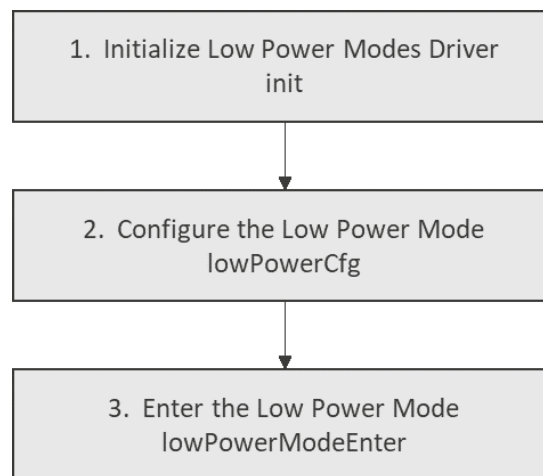 1. Initialize Low Power Modes Driver
init
2. Configure the Low Power Mode
lowPowerCfg
3. Enter the Low Power Mode
lowPowerModeEnter